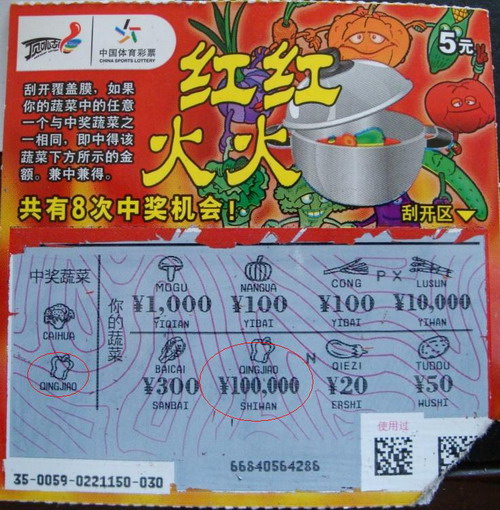 顶呱刮
中国体育彩票
CHINA SPORTS LOTTERY
5元
红红
火火
刮开覆盖膜，如果
你的蔬菜中的任意
一个与中奖蔬菜之
一相同，即中得该
蔬菜下方所示的金
额。兼中兼得。
共有8次中奖机会！
刮开区
中奖蔬菜
CAIHUA
QINGJIAO
你的蔬菜
MOGU
NANGUA
CONG
P X
LUSUN
¥1,000
¥100
¥100
¥10,000
YIQIAN
YIBAI
YIBAI
YIWAN
BAICAI
QINGJIAO
N
QIEZI
TUDOU
¥300
¥100,000
¥20
¥50
SANBAI
SHIWAN
ERSHI
WUSHI
使用过
35-0059-0221150-030
66840564286